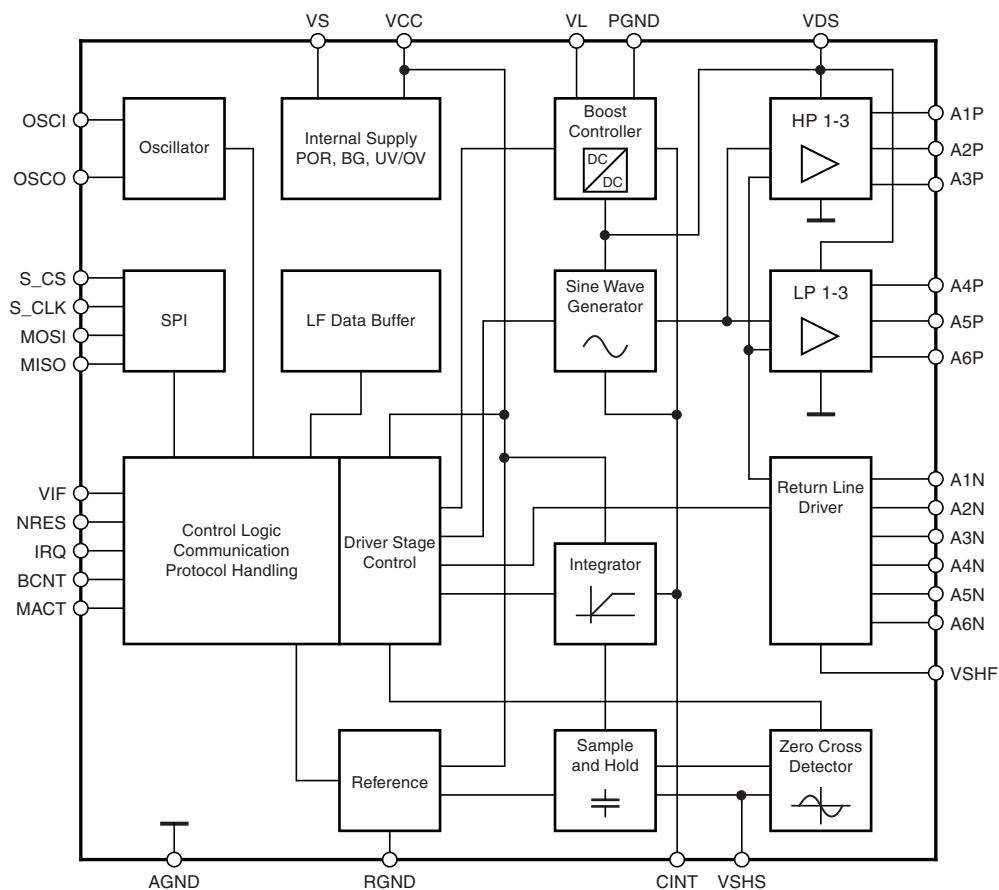 VS
VCC
VL
PGND
VDS
OSCI
OSCO
Oscillator
Internal Supply
POR, BG, UV/OV
Boost
Controller
DC
DC
HP 1-3
A1P
A2P
A3P
S_CS
S_CLK
MOSI
MISO
SPI
LF Data Buffer
Sine Wave
Generator
LP 1-3
A4P
A5P
A6P
VIF
NRES
IRQ
BCNT
MACT
Control Logic
Communication
Protocol Handling
Driver Stage
Control
Integrator
Return Line
Driver
A1N
A2N
A3N
A4N
A5N
A6N
VSHF
Reference
Sample
and Hold
Zero Cross
Detector
AGND
RGND
CINT
VSHS